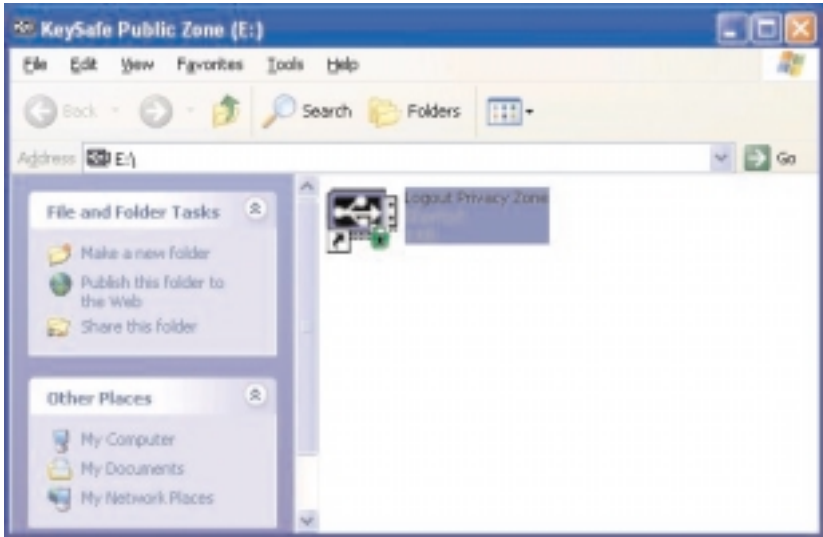 KeySafe Public Zone (E:)
File Edit View Favorites Tools Help
Back Search Folders
Address E:\ Go
File and Folder Tasks
Make a new folder
Publish this folder to
the Web
Share this folder
Other Places
My Computer
My Documents
My Network Places
Logout Privacy Zone